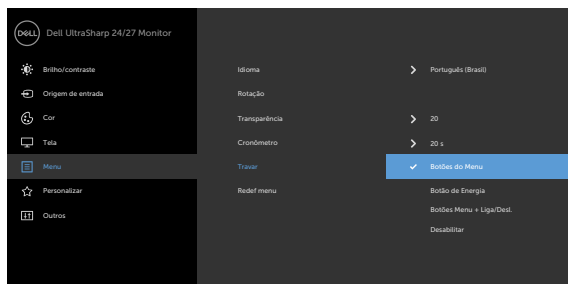 DELL Dell UltraSharp 24/27 Monitor
Brilho/contraste Idioma Português (Brasil)
Origem de entrada Rotação
Cor Transparência 20
Tela Cronômetro 20 s
Menu Travar Botões do Menu
Personalizar Redef menu Botão de Energia
Botões Menu + Liga/Desl.
Outros
Desabilitar